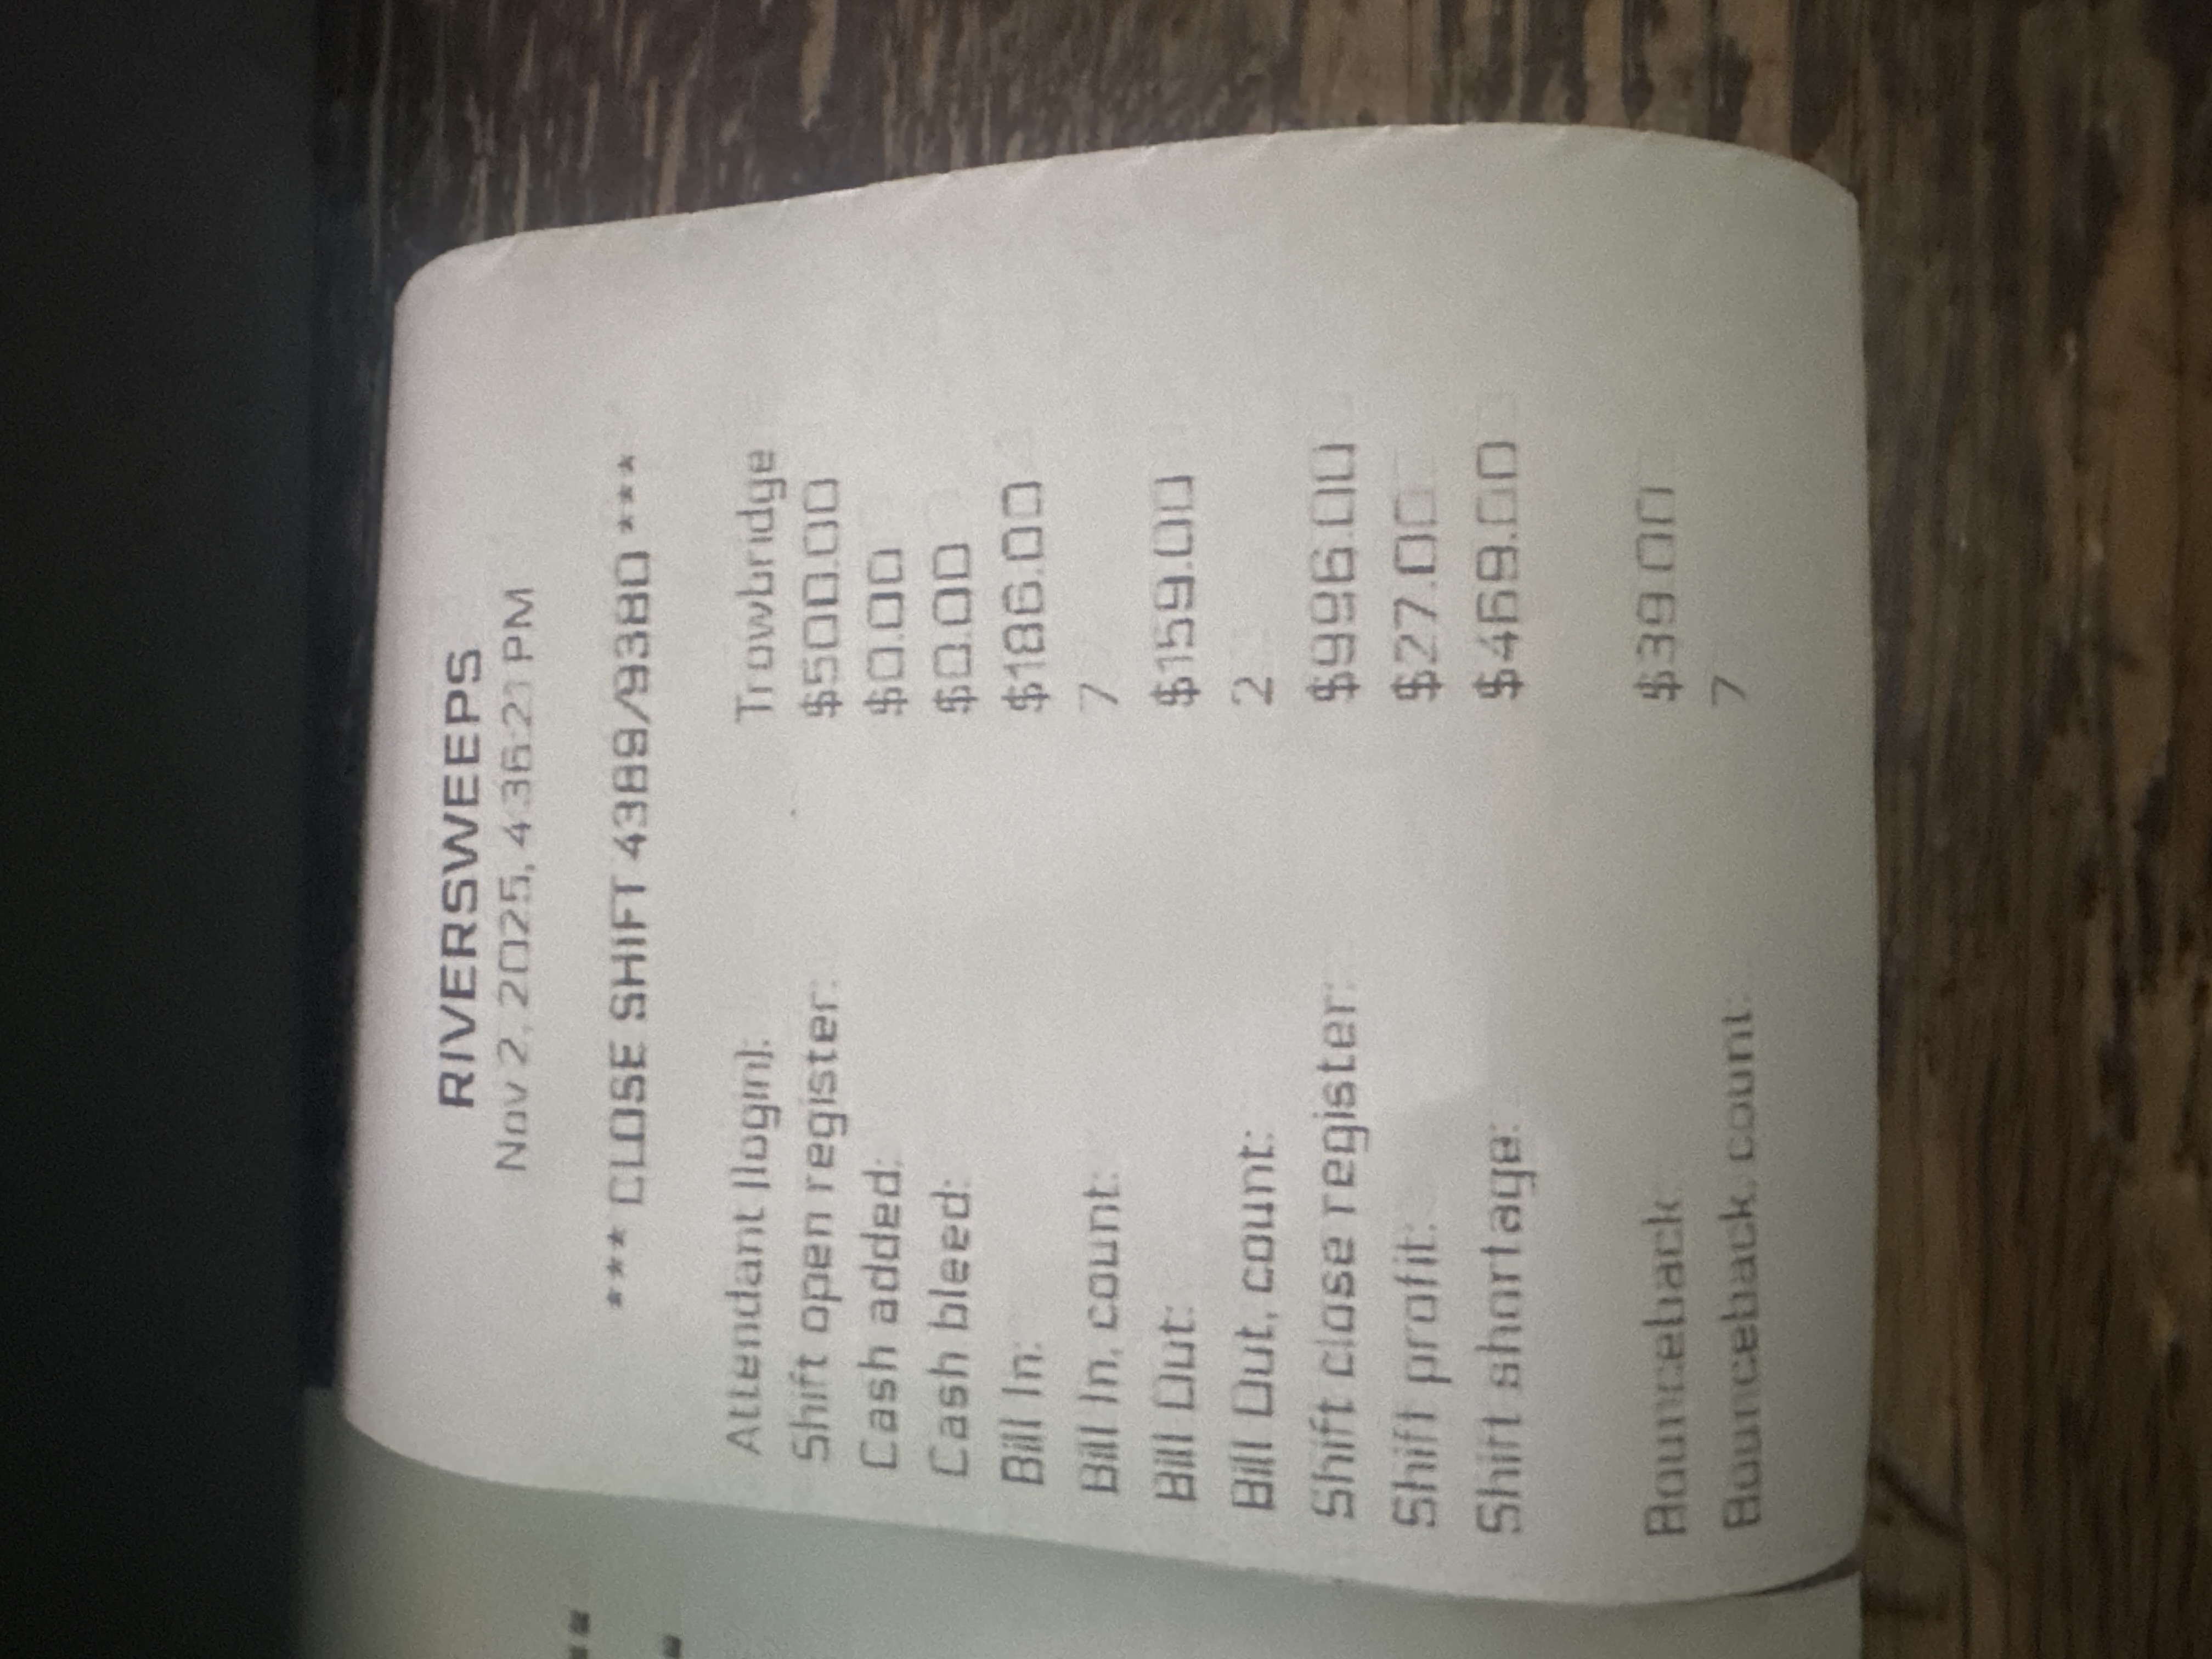 RIVERSWEEPS
Nov 2, 2025, 4:36:21 PM
*** CLOSE SHIFT 4389/9380 ***
Attendant (login): Trowbridge
Shift open register: $500.00
Cash added: $0.00
Cash bleed: $0.00
Bill In: $186.00
Bill In, count: 7
Bill Out: $159.00
Bill Out, count: 2
Shift close register: $996.00
Shift profit: $27.00
Shift shortage: $469.00
Bounceback: $39.00
Bounceback, count: 7